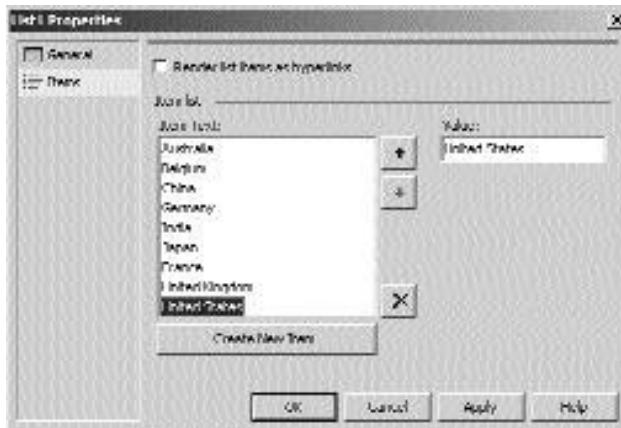 List1 Properties
General
Items
Render list items as hyperlinks
Item list
Item Text:
Value:
Australia
Belgium
China
Germany
India
Japan
France
United Kingdom
United States
United States
Create New Item
OK
Cancel
Apply
Help